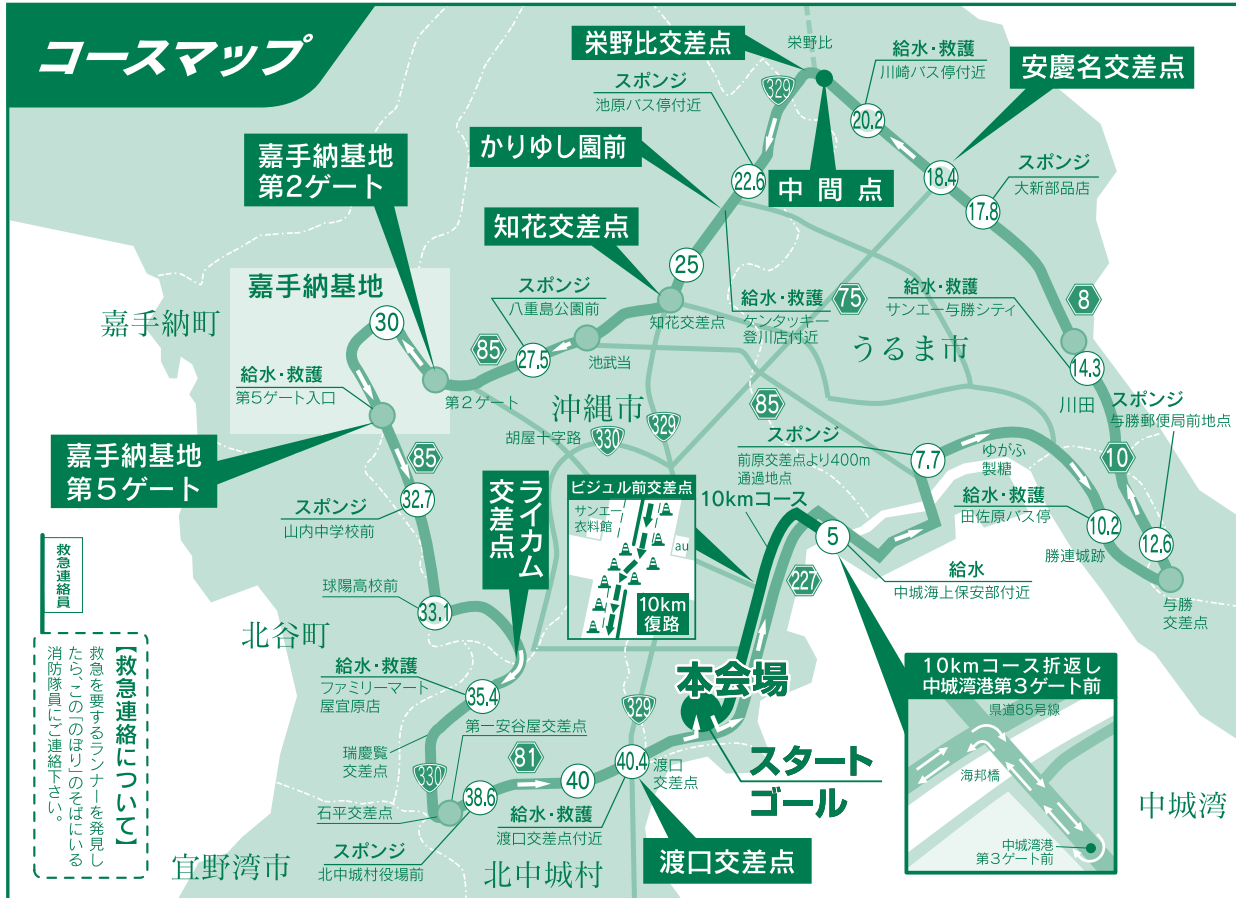 コースマップ
栄野比交差点
栄野比
給水・救護
川崎バス停付近
安慶名交差点
スポンジ
池原バス停付近
329
20.2
嘉手納基地
第2ゲート
かりゆし園前
22.6
中間点
18.4
スポンジ
大新部品店
17.8
知花交差点
25
嘉手納基地
スポンジ
八重島公園前
給水・救護
ケンタッキー
登川店付近
75
給水・救護
サンエー与勝シティ
8
嘉手納町
30
知花交差点
うるま市
85
27.5
池武当
14.3
給水・救護
第5ゲート入口
第2ゲート
沖縄市
85
川田
スポンジ
与勝郵便局前地点
胡屋十字路
330
329
嘉手納基地
第5ゲート
85
スポンジ
前原交差点より400m
通過地点
7.7
ゆがふ
製糖
10
32.7
スポンジ
山内中学校前
ライカム
交差点
ビジュル前交差点
サンエー
衣料館
au
10km
復路
10kmコース
給水・救護
田佐原バス停
10.2
5
勝連城跡
12.6
救急連絡員
227
給水
中城海上保安部付近
与勝
交差点
球陽高校前
33.1
北谷町
【救急連絡について】
救急を要するランナーを発見し
たら、この「のぼり」のそばにいる
消防隊員にご連絡下さい。
給水・救護
ファミリーマート
屋宜原店
35.4
本会場
10kmコース折返し
中城湾港第3ゲート前
県道85号線
海邦橋
中城湾港
第3ゲート前
第一安谷屋交差点
329
瑞慶覧
交差点
81
スタート
ゴール
330
40
40.4
渡口
交差点
38.6
石平交差点
給水・救護
渡口交差点付近
中城湾
スポンジ
北中城村役場前
渡口交差点
宜野湾市
北中城村